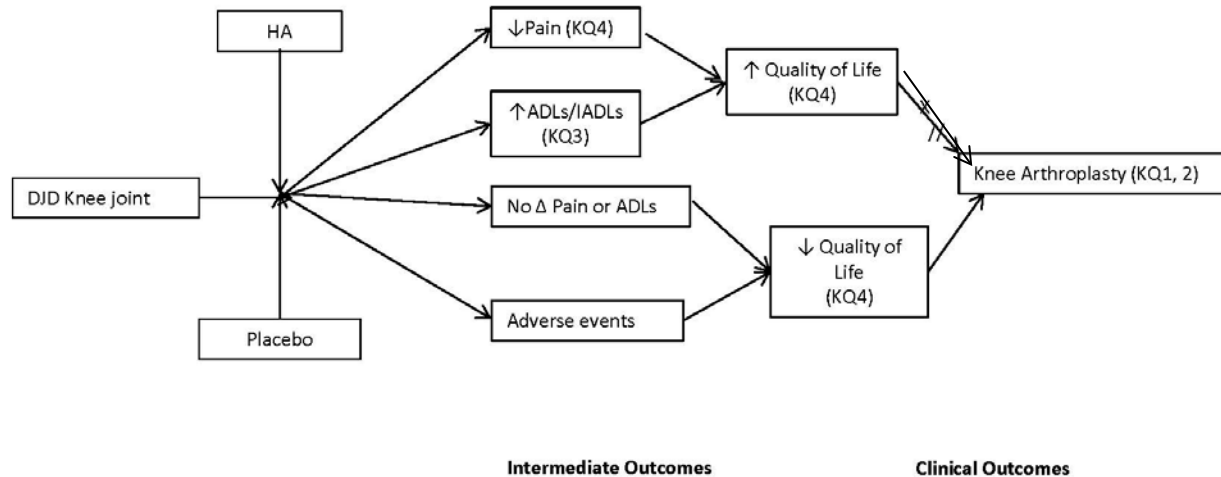 HA
↓Pain (KQ4)
↑ Quality of Life
(KQ4)
↑ADLs/IADLs
(KQ3)
Knee Arthroplasty (KQ1, 2)
DJD Knee joint
No Δ Pain or ADLs
↓ Quality of
Life
(KQ4)
Adverse events
Placebo
Intermediate Outcomes
Clinical Outcomes